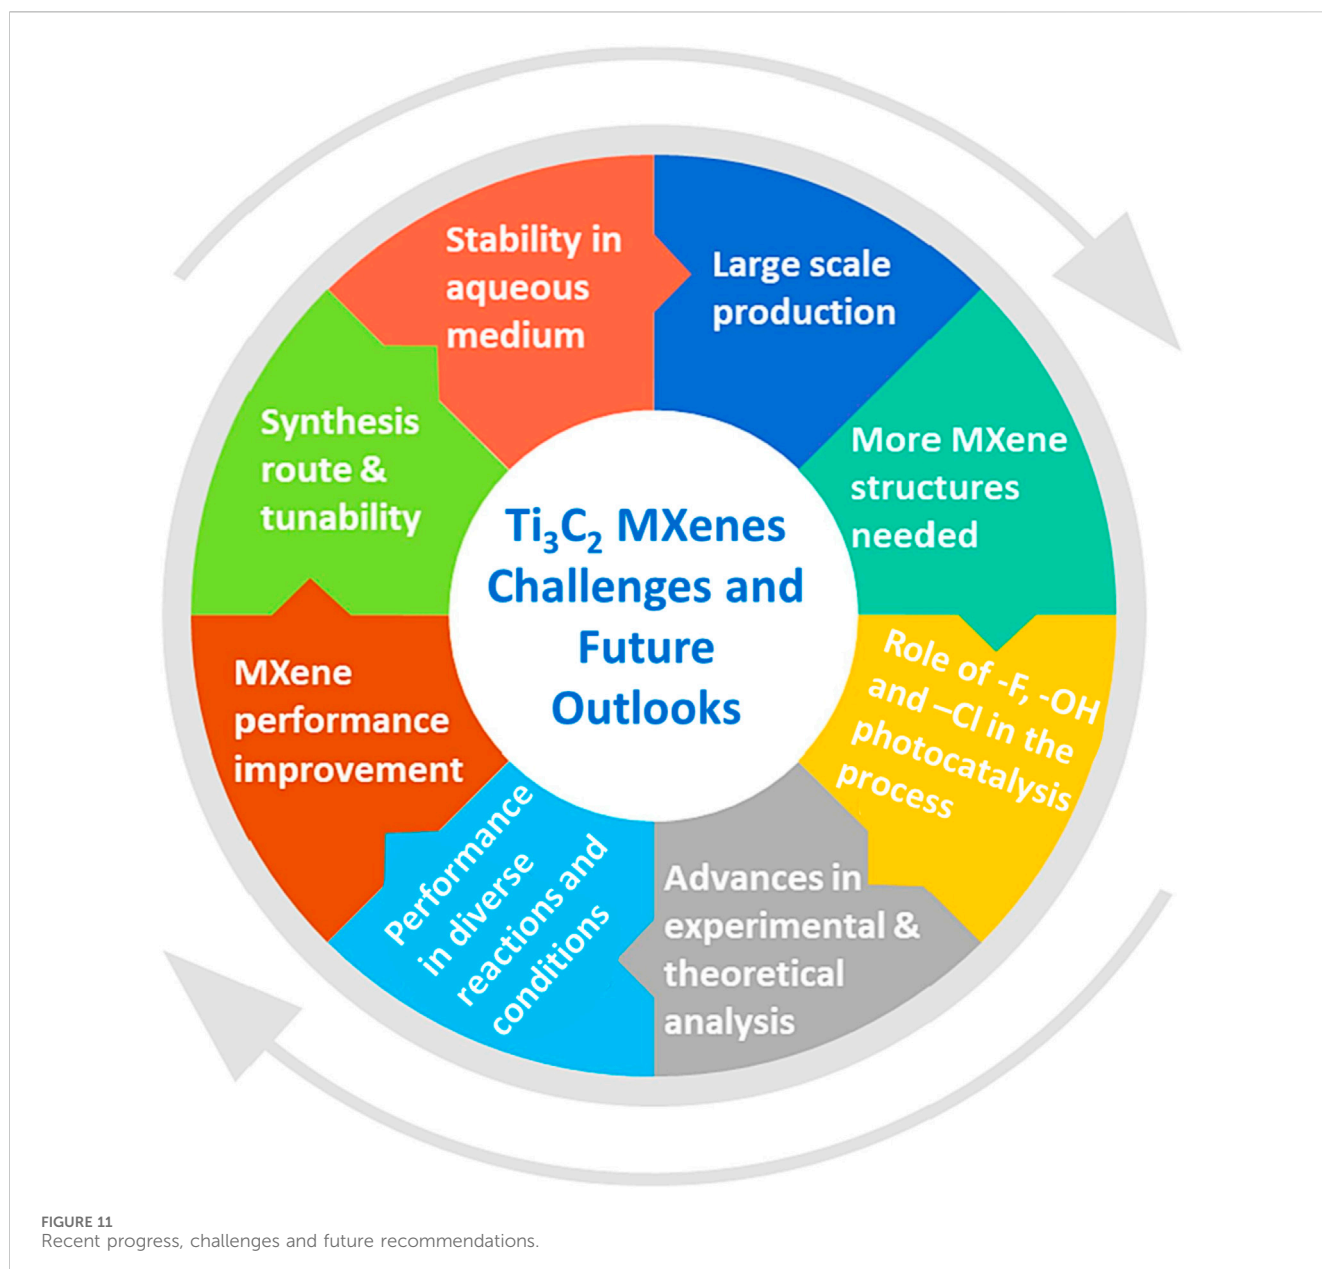 Stability in
aqueous
medium
Large scale
production
More MXene
structures
needed
Role of -F, -OH
and –Cl in the
photocatalysis
process
Advances in
experimental &
theoretical
analysis
Performance
in diverse
reactions and
conditions
MXene
performance
improvement
Synthesis
route &
tunability
Ti₃C₂ MXenes
Challenges and
Future
Outlooks
FIGURE 11
Recent progress, challenges and future recommendations.